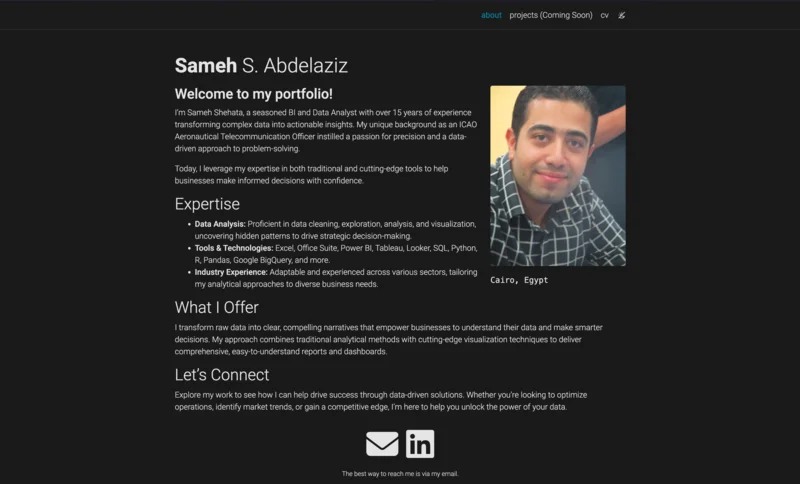 about projects (Coming Soon) cv
Sameh S. Abdelaziz
Welcome to my portfolio!
I'm Sameh Shehata, a seasoned BI and Data Analyst with over 15 years of experience
transforming complex data into actionable insights. My unique background as an ICAO
Aeronautical Telecommunication Officer instilled a passion for precision and a data-
driven approach to problem-solving.
Today, I leverage my expertise in both traditional and cutting-edge tools to help
businesses make informed decisions with confidence.
Expertise
• Data Analysis: Proficient in data cleaning, exploration, analysis, and visualization,
uncovering hidden patterns to drive strategic decision-making.
• Tools & Technologies: Excel, Office Suite, Power BI, Tableau, Looker, SQL, Python,
R, Pandas, Google BigQuery, and more.
• Industry Experience: Adaptable and experienced across various sectors, tailoring
my analytical approaches to diverse business needs.
Cairo, Egypt
What I Offer
I transform raw data into clear, compelling narratives that empower businesses to understand their data and make smarter
decisions. My approach combines traditional analytical methods with cutting-edge visualization techniques to deliver
comprehensive, easy-to-understand reports and dashboards.
Let's Connect
Explore my work to see how I can help drive success through data-driven solutions. Whether you're looking to optimize
operations, identify market trends, or gain a competitive edge, I'm here to help you unlock the power of your data.
in
The best way to reach me is via my email.